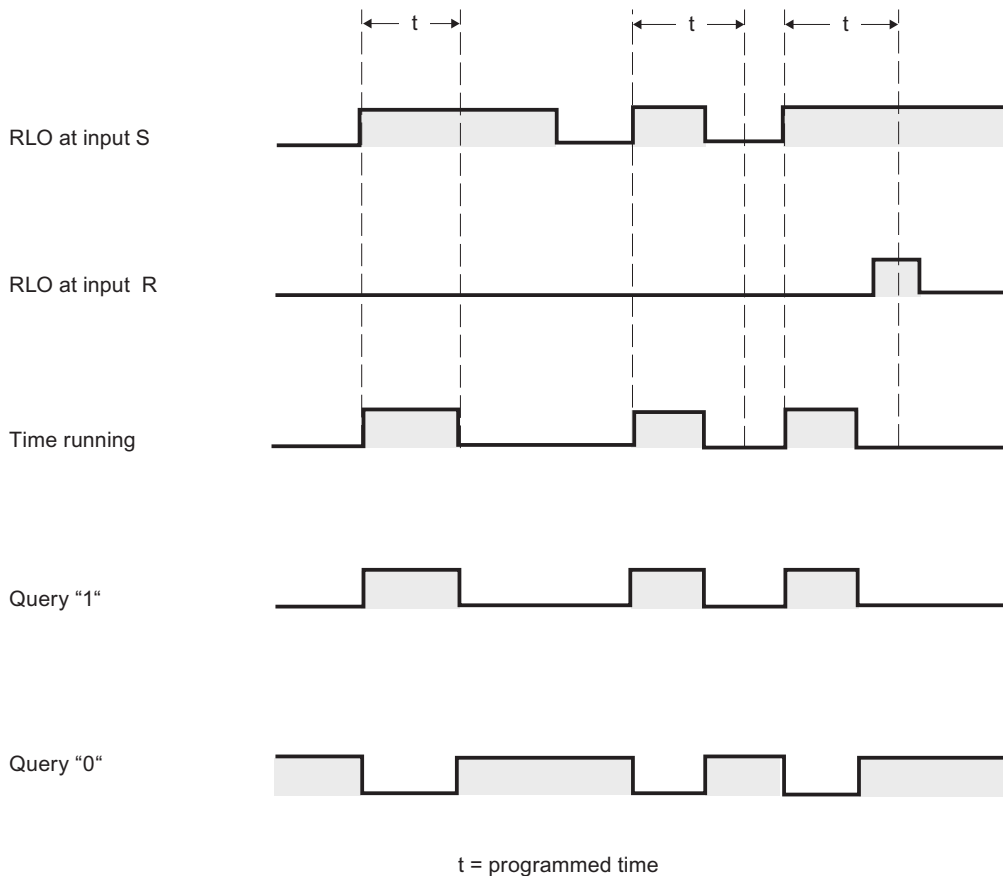 t
t
t
RLO at input S
RLO at input R
Time running
Query “1“
Query “0“
t = programmed time